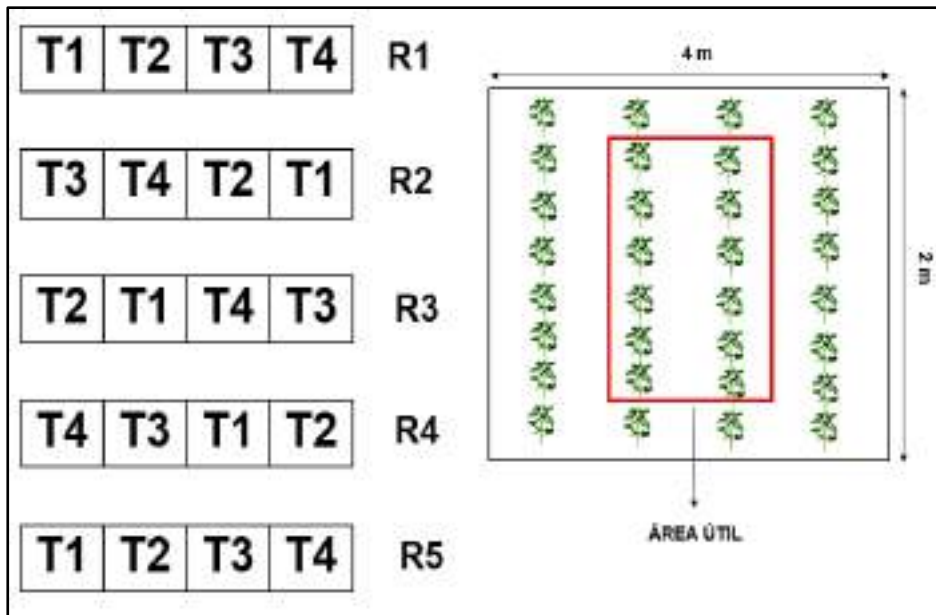 T1 T2 T3 T4 R1
T3 T4 T2 T1 R2
T2 T1 T4 T3 R3
T4 T3 T1 T2 R4
T1 T2 T3 T4 R5
4 m
2 m
ÁREA ÚTIL